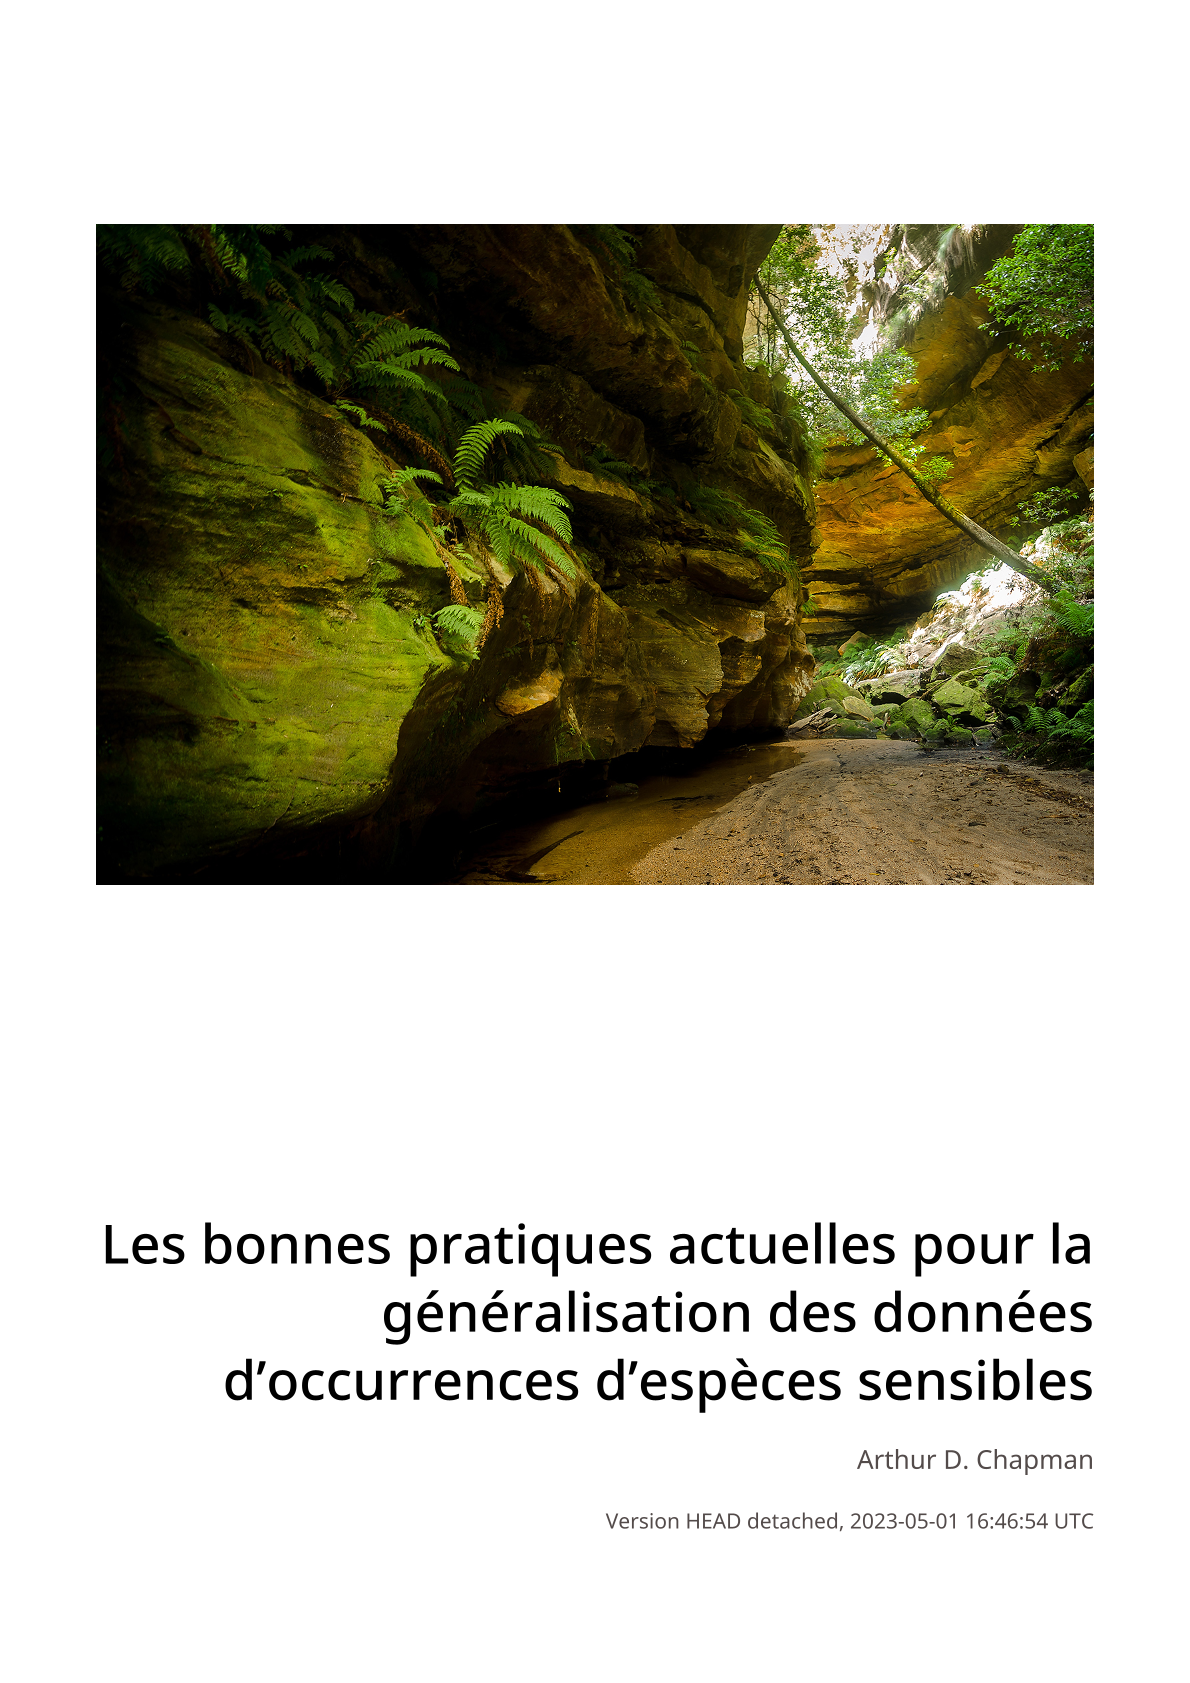 Les bonnes pratiques actuelles pour la
généralisation des données
d’occurrences d’espèces sensibles
Arthur D. Chapman
Version HEAD detached, 2023-05-01 16:46:54 UTC